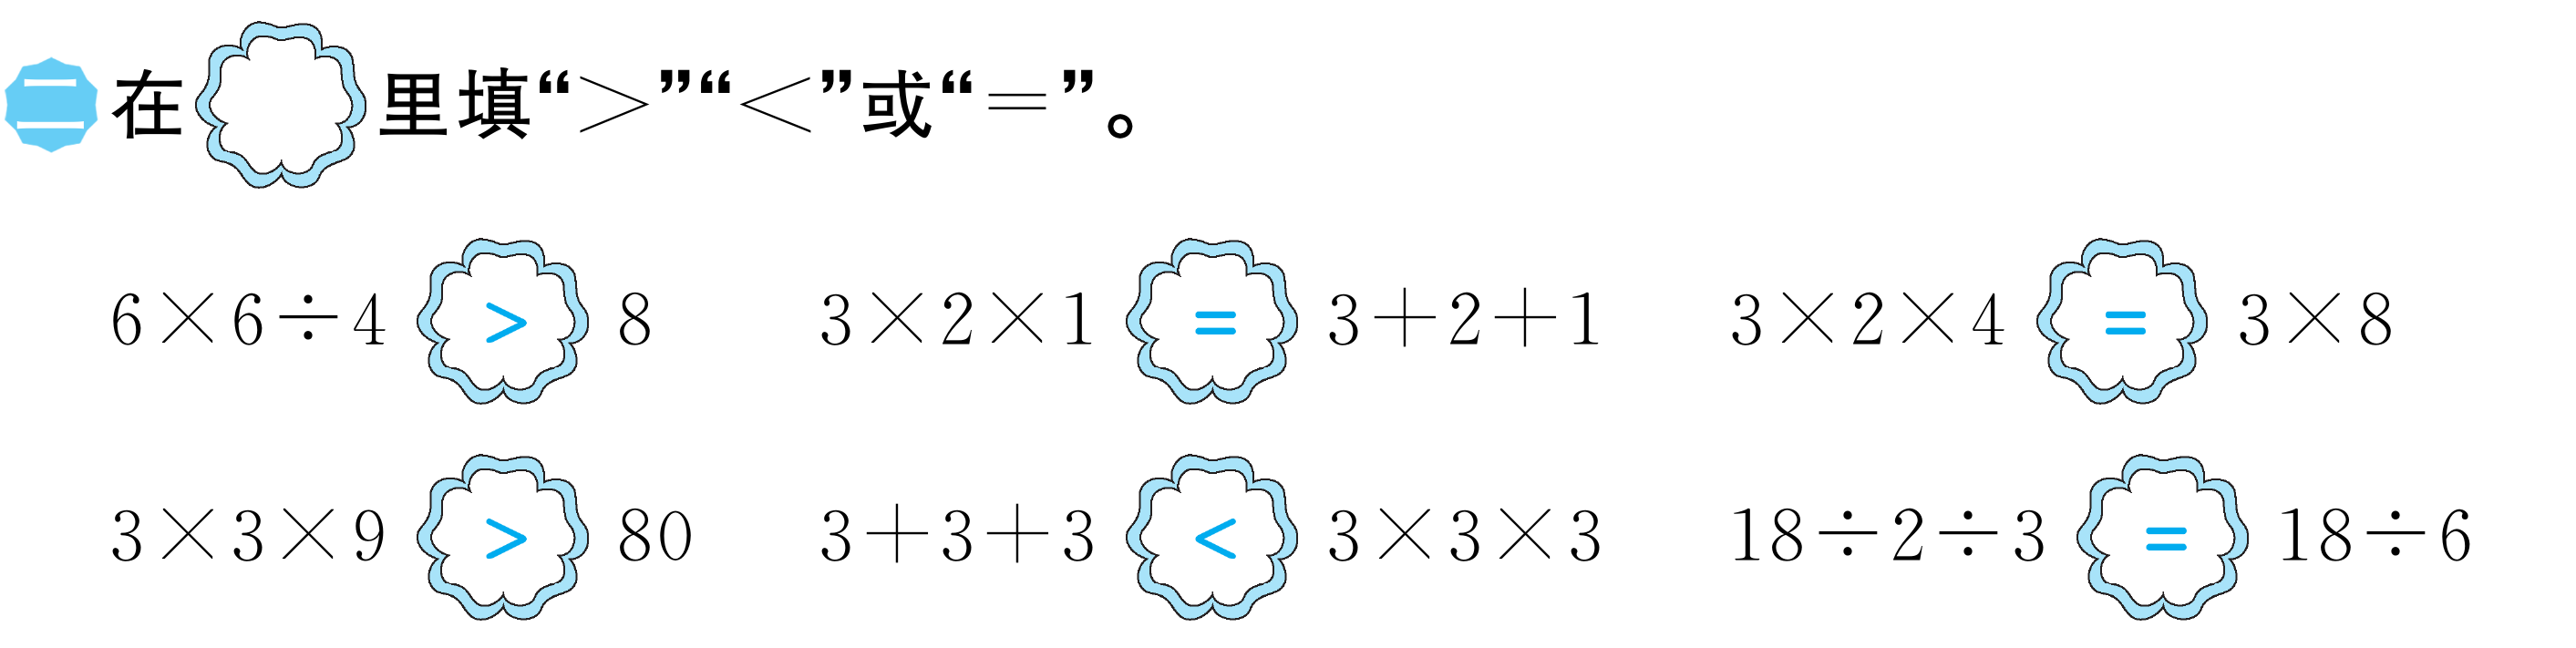 二 在 里填“>”“<”或“=”。
6×6÷4 > 8 3×2×1 = 3+2+1 3×2×4 = 3×8
3×3×9 > 80 3+3+3 < 3×3×3 18÷2÷3 = 18÷6